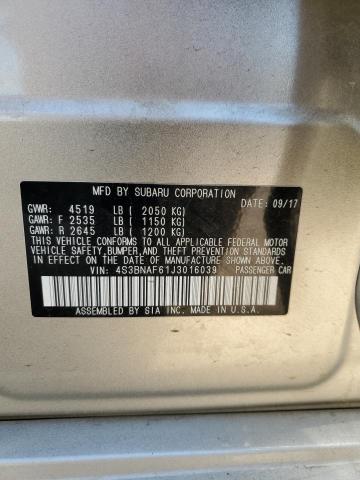 MFD BY SUBARU CORPORATION
GVWR: 4519 LB ( 2050 KG) DATE: 09/17
GAWR: F 2535 LB ( 1150 KG)
GAWR: R 2645 LB ( 1200 KG)
THIS VEHICLE CONFORMS TO ALL APPLICABLE FEDERAL MOTOR
VEHICLE SAFETY, BUMPER, AND THEFT PREVENTION
STANDARDS IN EFFECT ON THE DATE OF MANUFACTURE
SHOWN ABOVE.
VIN: 4S3BNAF61J3016039 PASSENGER CAR
ASSEMBLED BY SIA INC. MADE IN U.S.A.